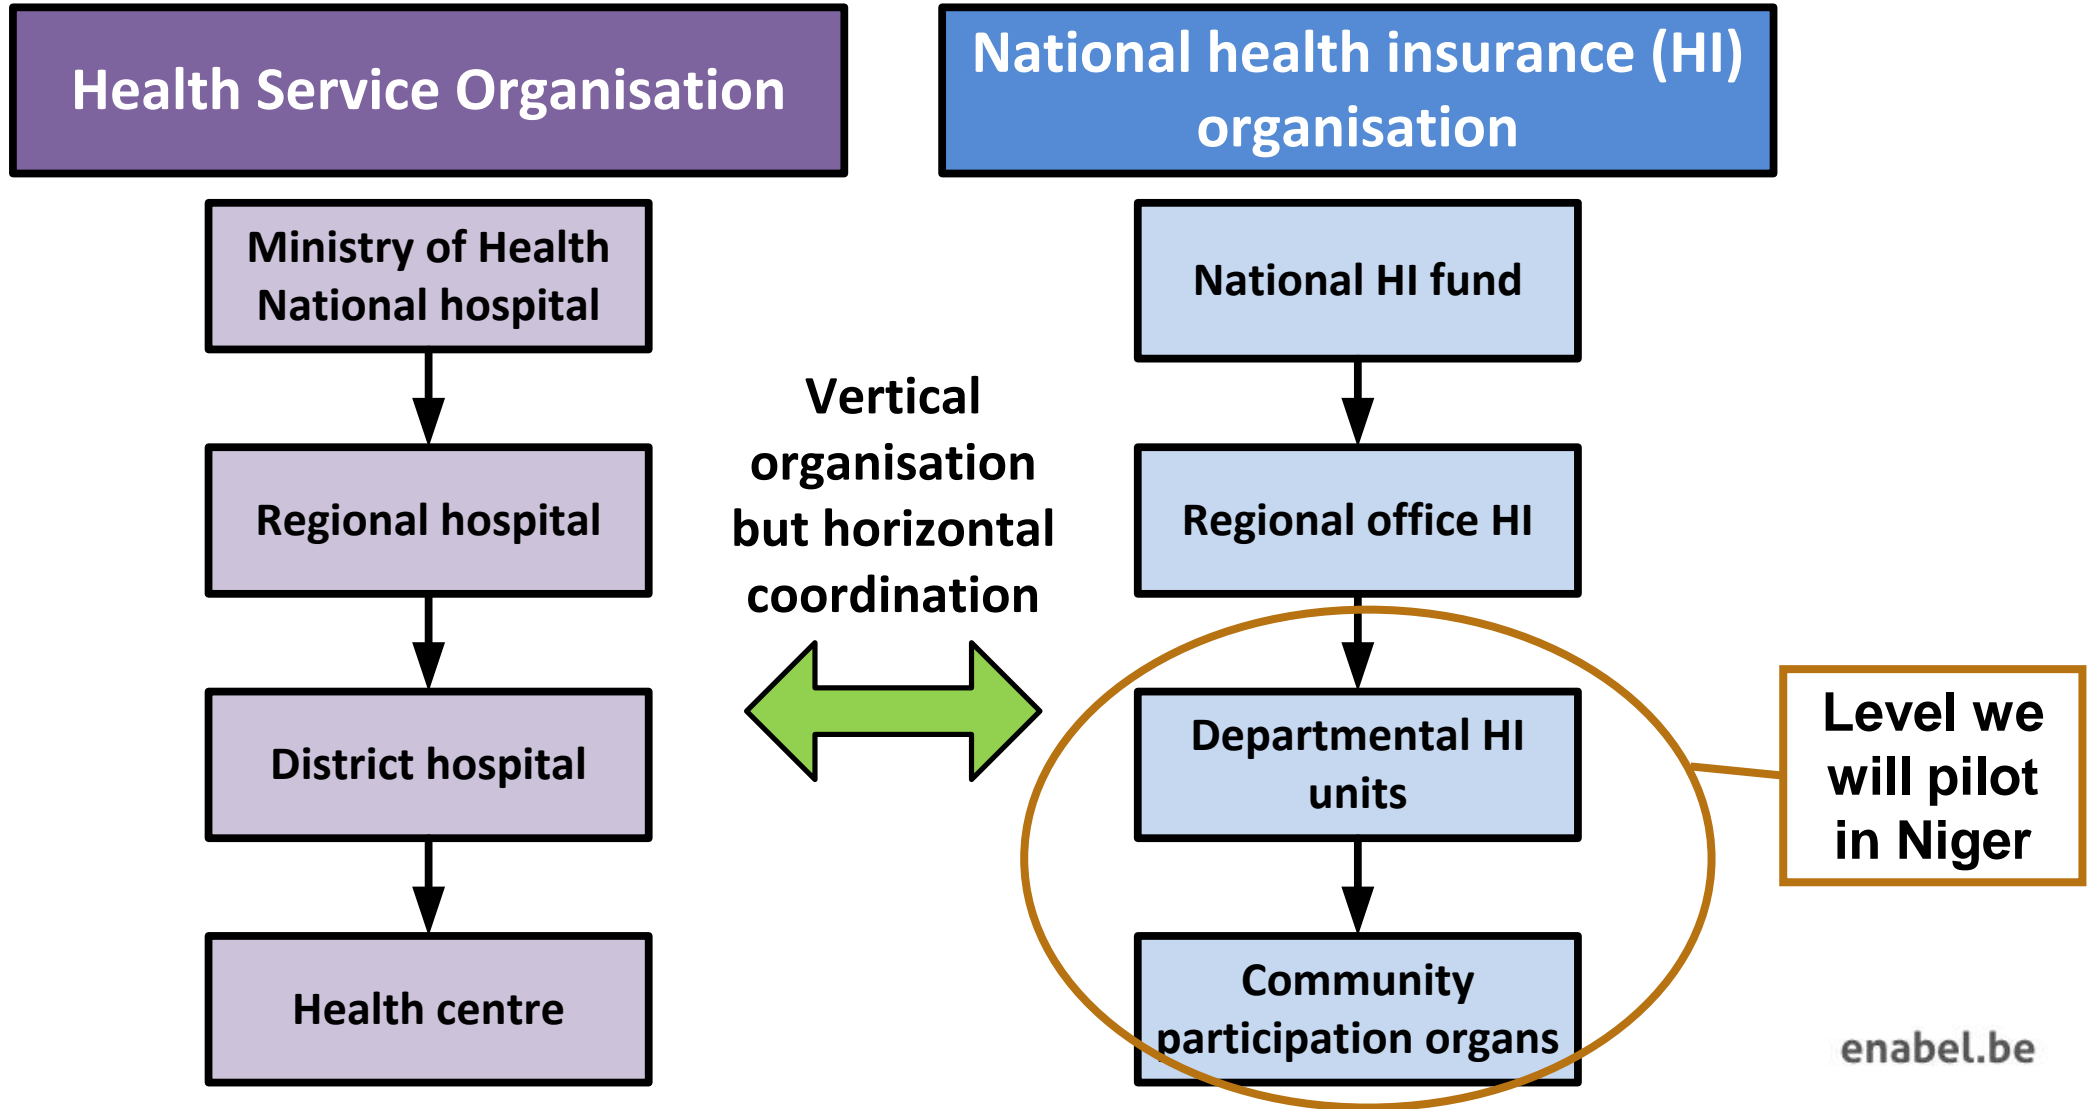 Health Service Organisation
National health insurance (HI)
organisation
Ministry of Health
National hospital
National HI fund
Vertical
organisation
but horizontal
coordination
Regional hospital
Regional office HI
District hospital
Departmental HI
units
Level we
will pilot
in Niger
Health centre
Community
participation organs
enabel.be